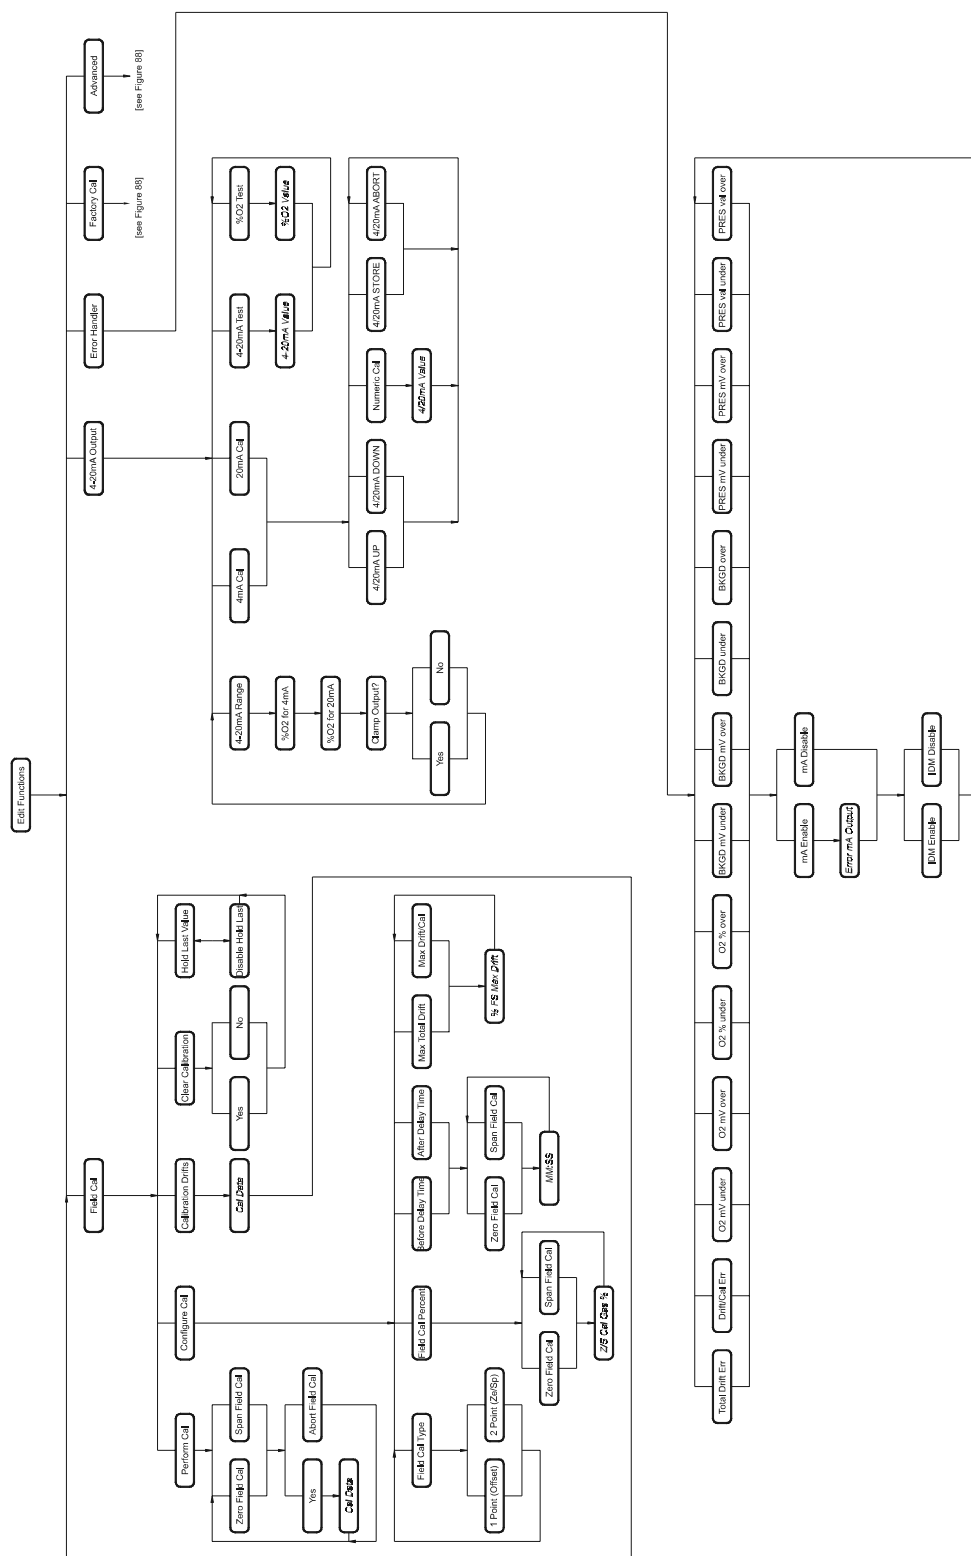 Edit Functions
Field Cal
4-20mA Output
Error Handler
Factory Cal
[see Figure 88]
Advanced
[see Figure 88]
Perform Cal
Configure Cal
Calibration Drifts
Clear Calibration
Hold Last Value
Zero Field Cal
Span Field Cal
Cal Data
Yes
No
Disable Hold Last
Yes
Abort Field Cal
Cal Data
Field Cal Type
Field Cal Percent
Before Delay Time
After Delay Time
Max Total Drift
Max Drift/Cal
1 Point (Offset)
2 Point (Ze/Sp)
Zero Field Cal
Span Field Cal
Z/S Cal Gas %
Zero Field Cal
Span Field Cal
MM:SS
% FS Max Drift
4-20mA Range
4mA Cal
20mA Cal
4-20mA Test
%O2 Test
%O2 for 4mA
4-20mA Value
%O2 Value
%O2 for 20mA
Clamp Output?
Yes
No
4/20mA UP
4/20mA DOWN
Numeric Cal
4/20mA STORE
4/20mA ABORT
4/20mA Value
Total Drift Err
Drift/Cal Err
O2 mV under
O2 mV over
O2 % under
O2 % over
BKGD mV under
BKGD mV over
BKGD under
BKGD over
PRES mV under
PRES mV over
PRES val under
PRES val over
mA Enable
mA Disable
Error mA Output
IDM Enable
IDM Disable